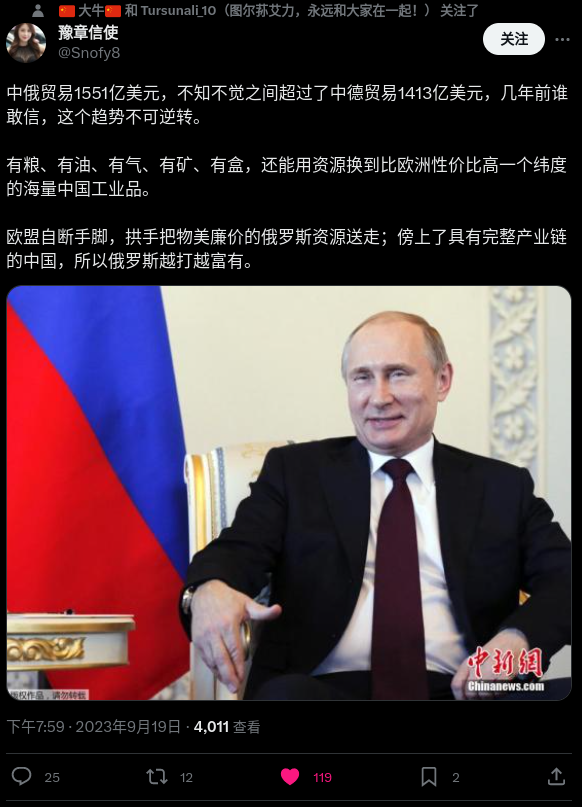 🇨🇳 大牛🇨🇳 和 Tursunali_10（图尔荪艾力，永远和大家在一起！） 关注了
豫章信使
@Snofy8
关注
中俄贸易1551亿美元，不知不觉之间超过了中德贸易1413亿美元，几年前谁
敢信，这个趋势不可逆转。
有粮、有油、有气、有矿、有盒，还能用资源换到比欧洲性价比高一个纬度
的海量中国工业品。
欧盟自断手脚，拱手把物美廉价的俄罗斯资源送走；傍上了具有完整产业链
的中国，所以俄罗斯越打越富有。
中新网
Chinanews.com
版权作品，请勿转载
下午7:59 · 2023年9月19日 · 4,011 查看
25
12
119
2